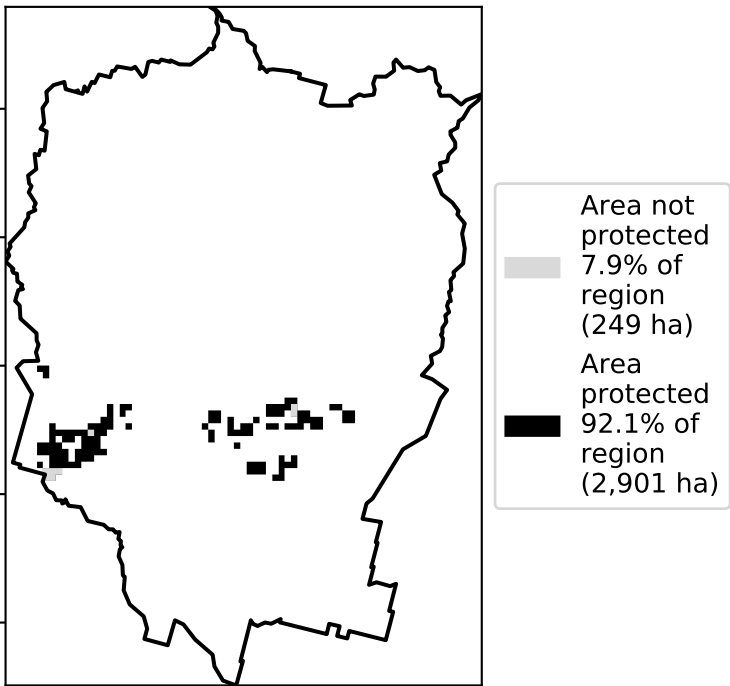 Area not
protected
7.9% of
region
(249 ha)
Area
protected
92.1% of
region
(2,901 ha)